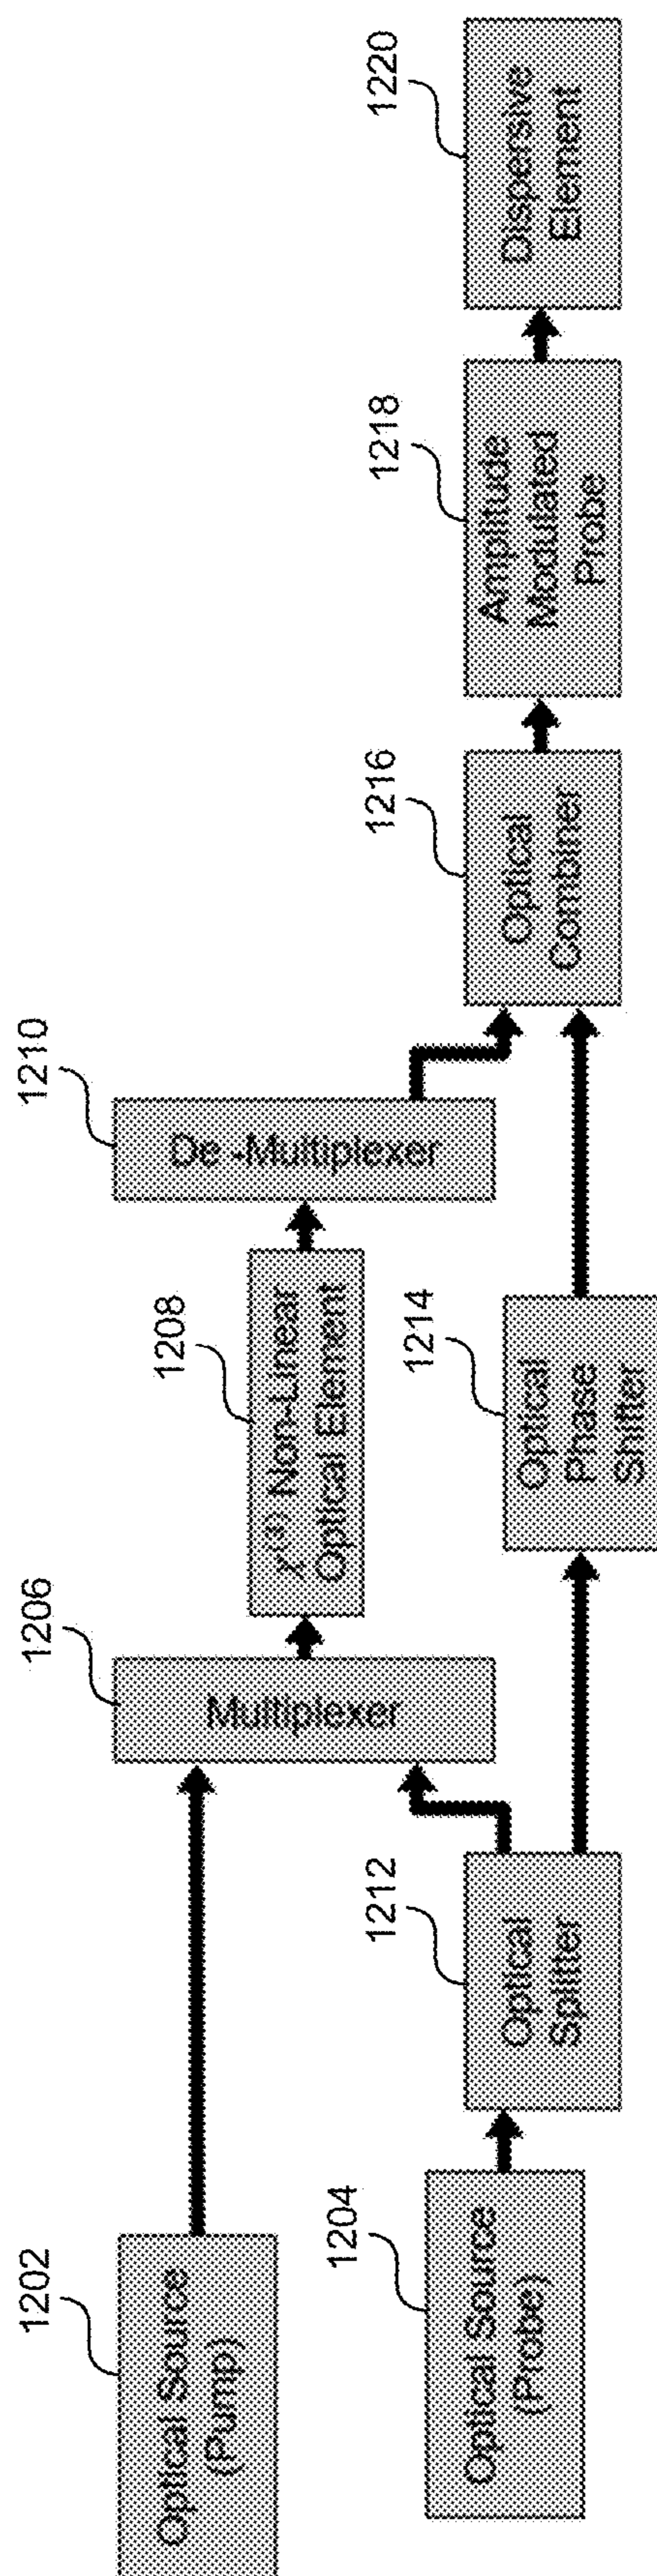 1202
Optical Source
(Pump)
1204
Optical Source
(Probe)
1212
Optical
Splitter
1206
Multiplexer
1208
χ⁽³⁾ Non-Linear
Optical Element
1214
Optical
Phase
Shifter
1210
De -Multiplexer
1216
Optical
Combiner
1218
Amplitude
Modulated
Probe
1220
Dispersive
Element